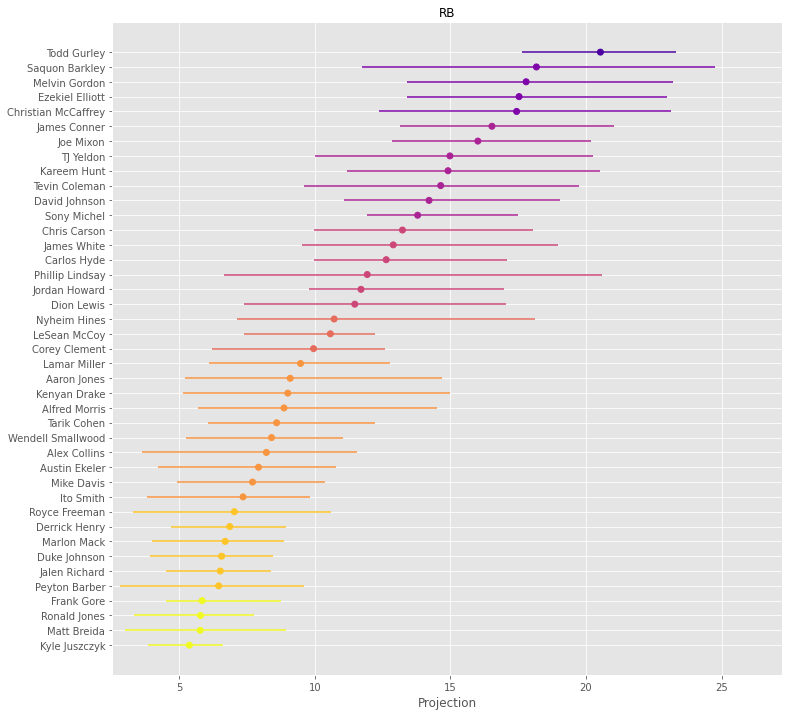 RB
Todd Gurley
Saquon Barkley
Melvin Gordon
Ezekiel Elliott
Christian McCaffrey
James Conner
Joe Mixon
TJ Yeldon
Kareem Hunt
Tevin Coleman
David Johnson
Sony Michel
Chris Carson
James White
Carlos Hyde
Phillip Lindsay
Jordan Howard
Dion Lewis
Nyheim Hines
LeSean McCoy
Corey Clement
Lamar Miller
Aaron Jones
Kenyan Drake
Alfred Morris
Tarik Cohen
Wendell Smallwood
Alex Collins
Austin Ekeler
Mike Davis
Ito Smith
Royce Freeman
Derrick Henry
Marlon Mack
Duke Johnson
Jalen Richard
Peyton Barber
Frank Gore
Ronald Jones
Matt Breida
Kyle Juszczyk
5 10 15 20 25
Projection